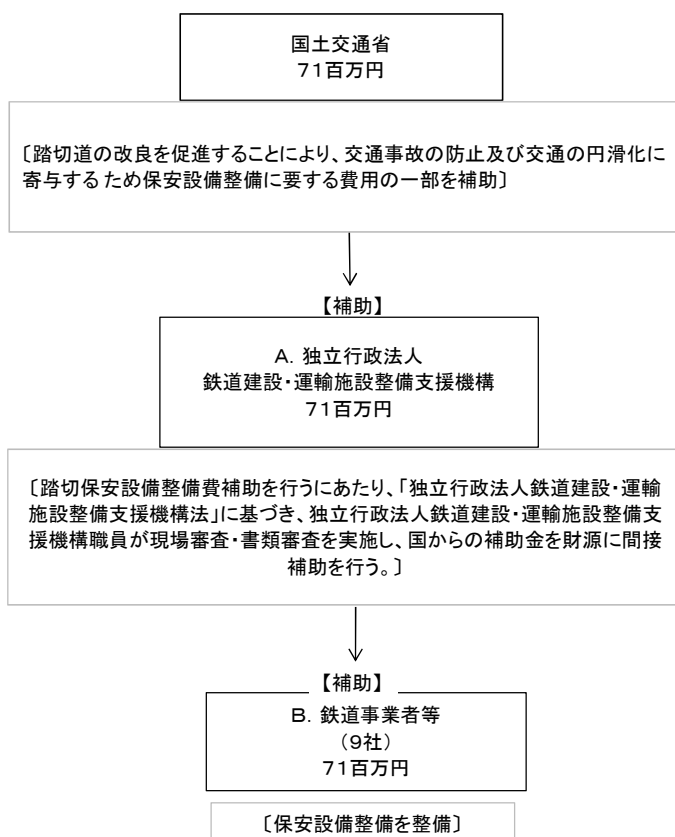 国土交通省
71百万円
〔踏切道の改良を促進することにより、交通事故の防止及び交通の円滑化に
寄与するため保安設備整備に要する費用の一部を補助〕
【補助】
A. 独立行政法人
鉄道建設・運輸施設整備支援機構
71百万円
〔踏切保安設備整備費補助を行うにあたり、「独立行政法人鉄道建設・運輸
施設整備支援機構法」に基づき、独立行政法人鉄道建設・運輸施設整備支
援機構職員が現場審査・書類審査を実施し、国からの補助金を財源に間接
補助を行う。〕
【補助】
B. 鉄道事業者等
(9社)
71百万円
〔保安設備整備を整備〕